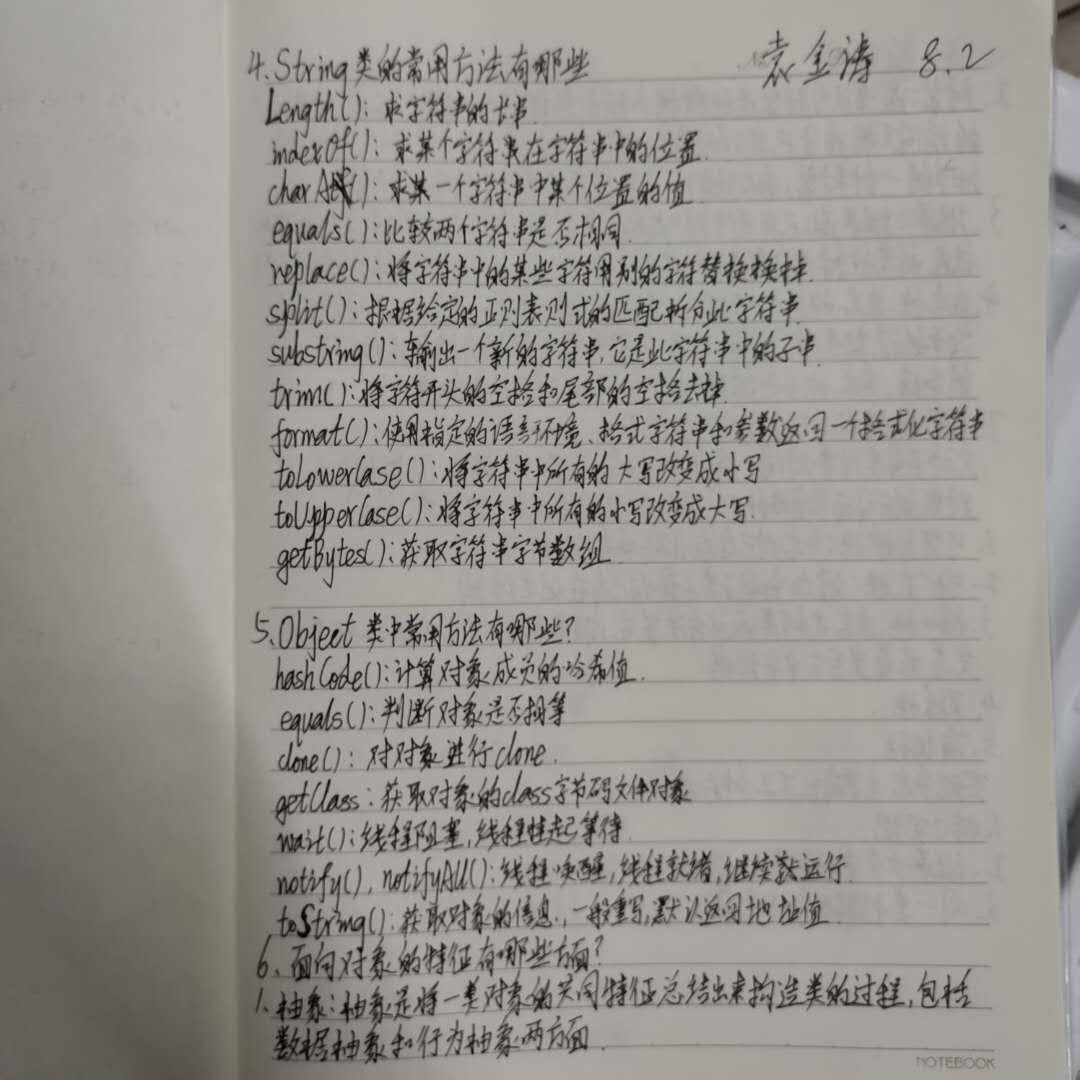 4、String类的常用方法有哪些 袁金涛 8.2
Length(): 求字符串的长串
indexOf(): 求某个字符串在字符串中的位置.
charAt(): 求某一个字符串中某个位置的值
equals(): 比较两个字符串是否相同.
replace(): 将字符串中的某些字符用别的字符替换换掉.
split(): 根据给定的正则表则式的匹配拆分此字符串.
substring(): 输出一个新的字符串,它是此字符串中的子串.
trim(): 将字符开头的空格和尾部的空格去掉.
format(): 使用指定的语言环境、格式字符串和参数返回一个格式化字符串
toLowerCase(): 将字符串中所有的大写改变成小写
toUpperCase(): 将字符串中所有的小写改变成大写.
getBytes(): 获取字符串字节数组.
5、Object 类中常用方法有哪些?
hashCode(): 计算对象成员的哈希值.
equals(): 判断对象是否相等
clone(): 对对象进行clone.
getClass: 获取对象的class字节码文件对象
wait(): 线程阻塞,线程挂起等待.
notify(), notifyAll(): 线程唤醒,线程就绪,继续运行.
toString(): 获取对象的信息,一般重写,默认返回地址值.
6、面向对象的特征有哪些方面?
1、抽象:抽象是将一类对象的共同特征总结出来构造类的过程,包括
数据抽象和行为抽象两方面.
NOTEBOOK